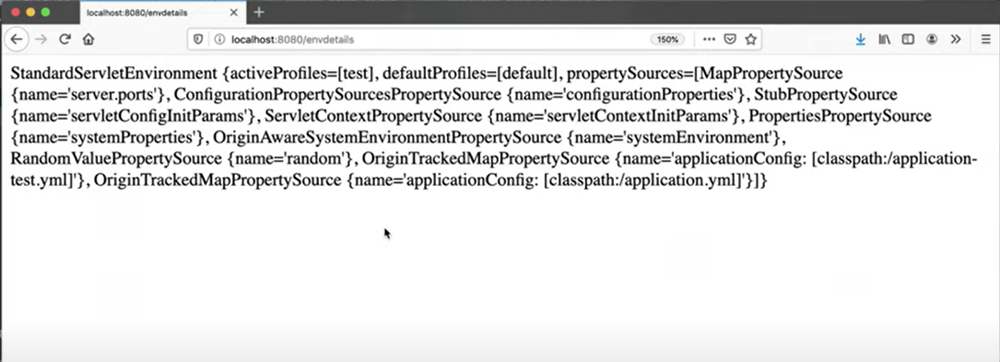 localhost:8080/envdetails
localhost:8080/envdetails
150%
StandardServletEnvironment {activeProfiles=[test], defaultProfiles=[default], propertySources=[MapPropertySource
{name='server.ports'}, ConfigurationPropertySourcesPropertySource {name='configurationProperties'}, StubPropertySource
{name='servletConfigInitParams'}, ServletContextPropertySource {name='servletContextInitParams'}, PropertiesPropertySource
{name='systemProperties'}, OriginAwareSystemEnvironmentPropertySource {name='systemEnvironment'},
RandomValuePropertySource {name='random'}, OriginTrackedMapPropertySource {name='applicationConfig: [classpath:/application-
test.yml]'}, OriginTrackedMapPropertySource {name='applicationConfig: [classpath:/application.yml]'}]}